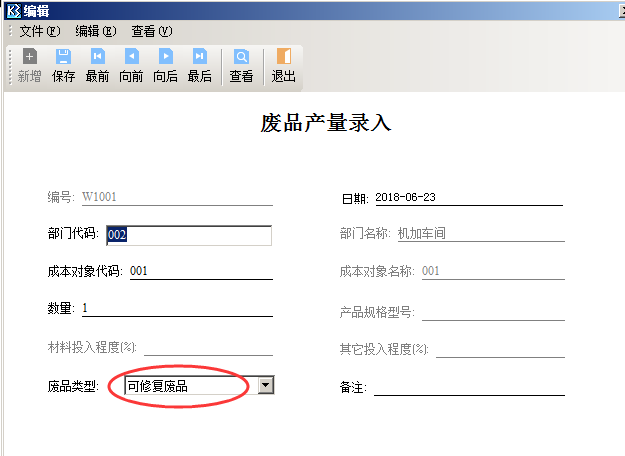 K3 编辑
文件(F) 编辑(E) 查看(V)
新增 保存 最前 向前 向后 最后 查看 退出
废品产量录入
编号: W1001 日期: 2018-06-23
部门代码: 002 部门名称: 机加车间
成本对象代码: 001 成本对象名称: 001
数量: 1 产品规格型号:
材料投入程度(%): 其它投入程度(%):
废品类型: 可修复废品 备注: